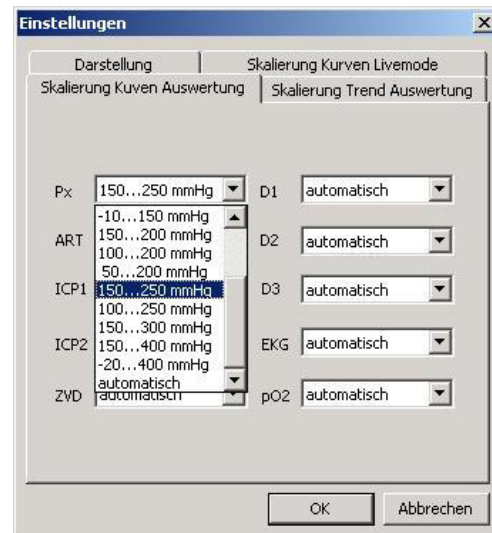 Einstellungen
Darstellung
Skalierung Kurven Livemode
Skalierung Kuven Auswertung
Skalierung Trend Auswertung
Px 150...250 mmHg D1 automatisch
-10...150 mmHg
ART 150...200 mmHg D2 automatisch
100...200 mmHg
50...200 mmHg
ICP1 150...250 mmHg D3 automatisch
100...250 mmHg
150...300 mmHg
ICP2 150...400 mmHg EKG automatisch
-20...400 mmHg
automatisch
ZVD automatisch pO2 automatisch
OK Abbrechen